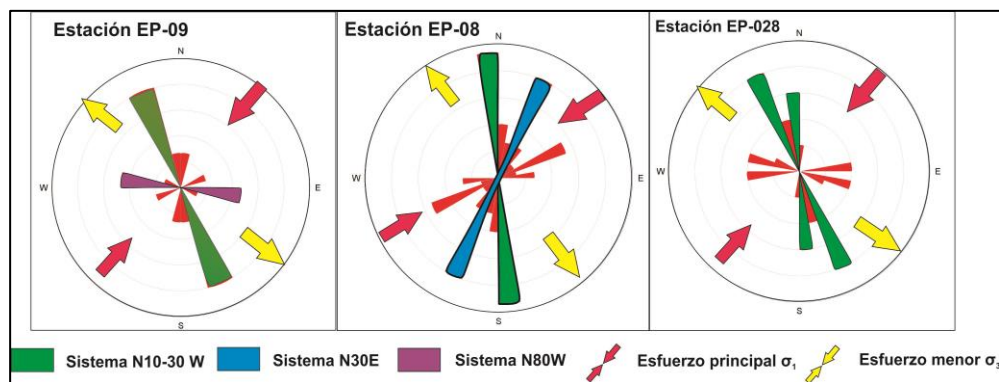 Estación EP-09
N
W
E
S
Estación EP-08
N
W
E
S
Estación EP-028
N
W
E
S
Sistema N10-30 W
Sistema N30E
Sistema N80W
Esfuerzo principal σ₁
Esfuerzo menor σ₃